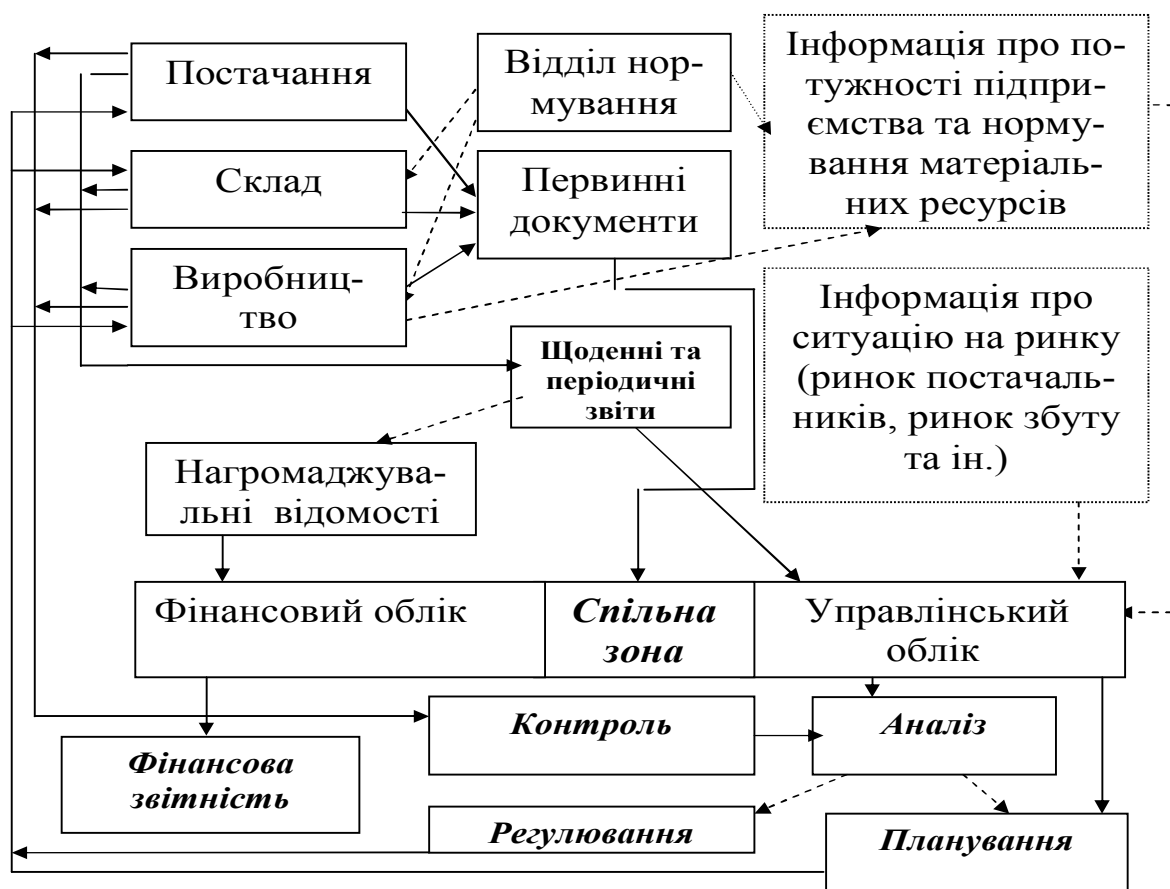 Постачання
Відділ нор-
мування
Інформація про по-
тужності підпри-
ємства та норму-
вання матеріаль-
них ресурсів
Склад
Первинні
документи
Виробниц-
тво
Інформація про
ситуацію на ринку
(ринок постачаль-
ників, ринок збуту
та ін.)
Щоденні та
періодичні
звіти
Нагромаджува-
льні відомості
Фінансовий облік
Спільна
зона
Управлінський
облік
Контроль
Аналіз
Фінансова
звітність
Регулювання
Планування